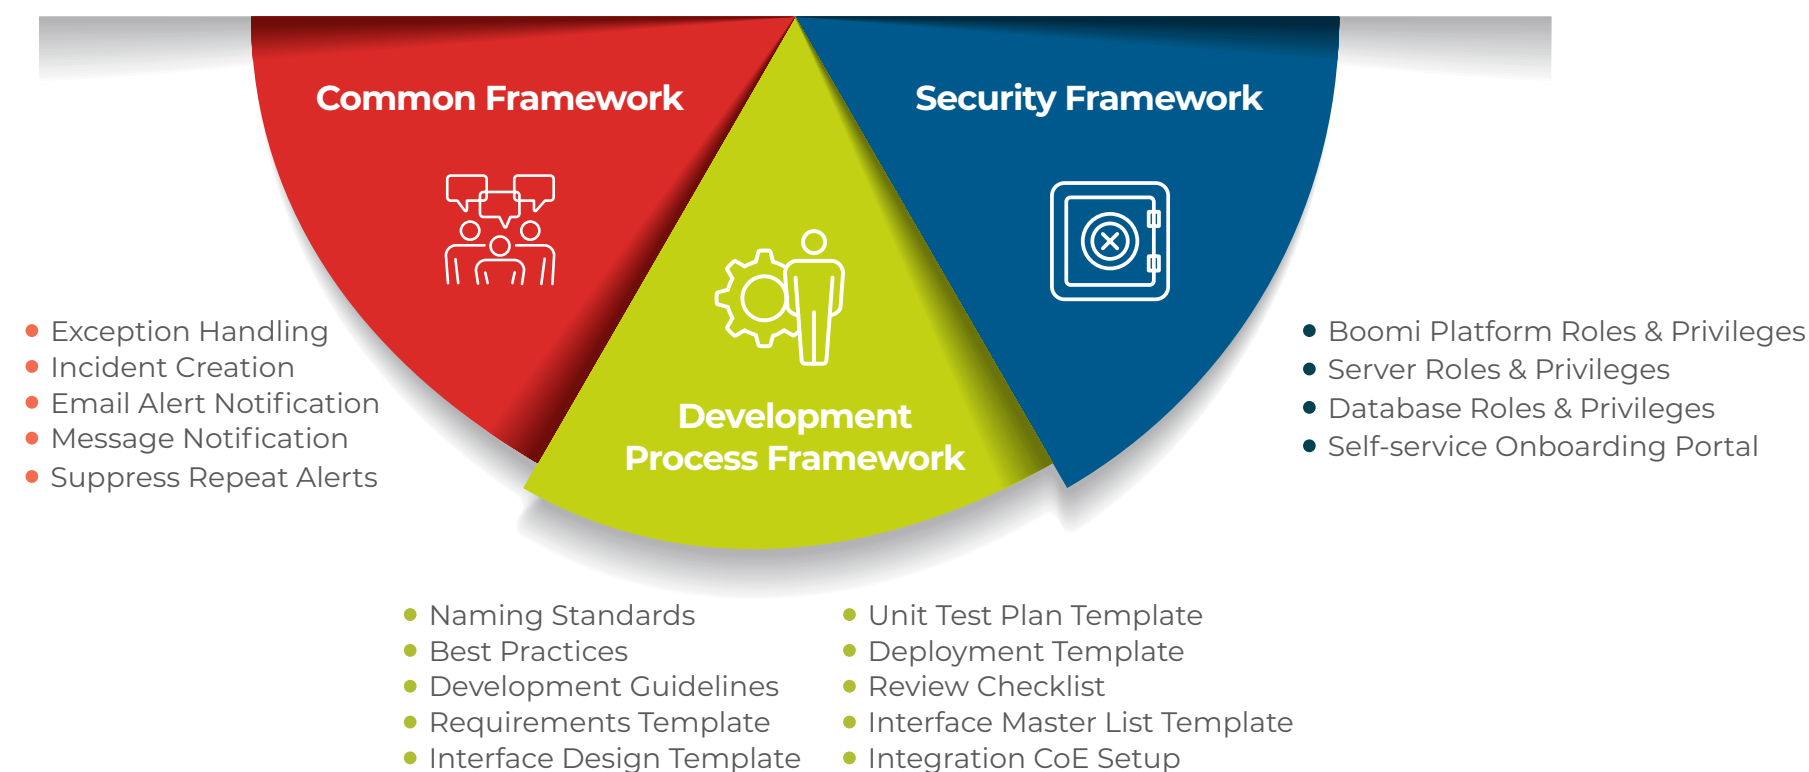 Common Framework
Security Framework
Development
Process Framework
Exception Handling
Incident Creation
Email Alert Notification
Message Notification
Suppress Repeat Alerts
Boomi Platform Roles & Privileges
Server Roles & Privileges
Database Roles & Privileges
Self-service Onboarding Portal
Naming Standards
Best Practices
Development Guidelines
Requirements Template
Interface Design Template
Unit Test Plan Template
Deployment Template
Review Checklist
Interface Master List Template
Integration CoE Setup